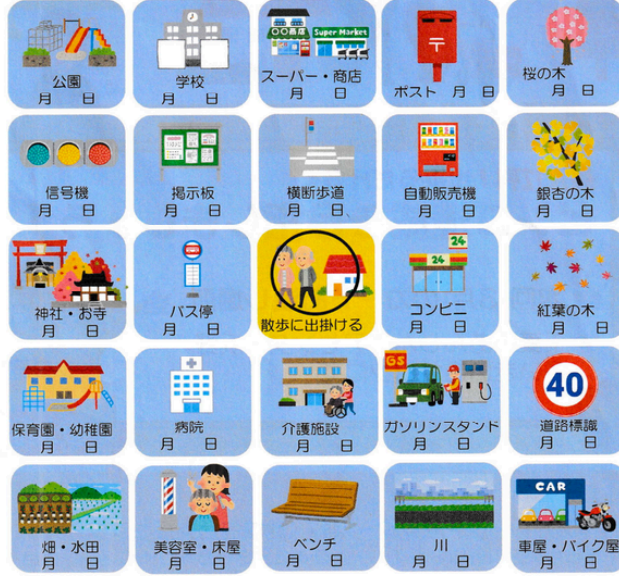 公園
月 日
学校
月 日
〇〇商店 Super Market
スーパー・商店
月 日
〒
ポスト 月 日
桜の木
月 日
信号機
月 日
掲示板
月 日
横断歩道
月 日
自動販売機
月 日
銀杏の木
月 日
神社・お寺
月 日
バス停
月 日
散歩に出掛ける
24
24
コンビニ
月 日
紅葉の木
月 日
保育園・幼稚園
月 日
病院
月 日
介護施設
月 日
GS
ガソリンスタンド
月 日
40
道路標識
月 日
畑・水田
月 日
美容室・床屋
月 日
ベンチ
月 日
川
月 日
CAR
車屋・バイク屋
月 日